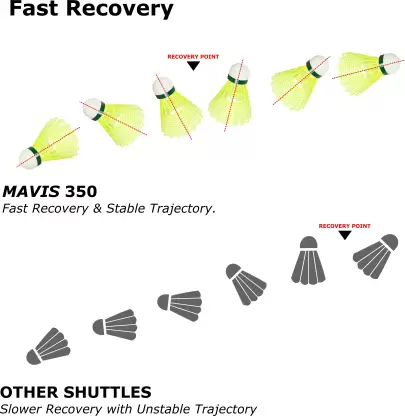 Fast Recovery
RECOVERY POINT
MAVIS 350
Fast Recovery & Stable Trajectory.
RECOVERY POINT
OTHER SHUTTLES
Slower Recovery with Unstable Trajectory